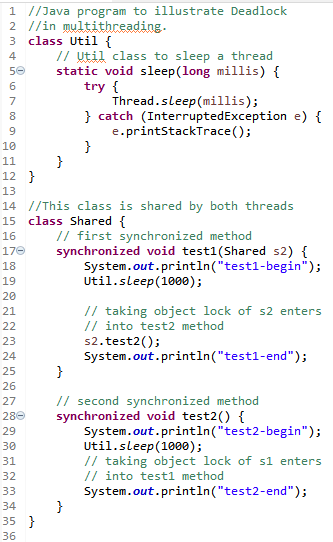 1 //Java program to illustrate Deadlock
2 //in multithreading.
3 class Util {
4     // Util class to sleep a thread
5     static void sleep(long millis) {
6         try {
7             Thread.sleep(millis);
8         } catch (InterruptedException e) {
9             e.printStackTrace();
10         }
11     }
12 }
13
14 //This class is shared by both threads
15 class Shared {
16     // first synchronized method
17     synchronized void test1(Shared s2) {
18         System.out.println("test1-begin");
19         Util.sleep(1000);
20
21         // taking object lock of s2 enters
22         // into test2 method
23         s2.test2();
24         System.out.println("test1-end");
25     }
26
27     // second synchronized method
28     synchronized void test2() {
29         System.out.println("test2-begin");
30         Util.sleep(1000);
31         // taking object lock of s1 enters
32         // into test1 method
33         System.out.println("test2-end");
34     }
35 }
36